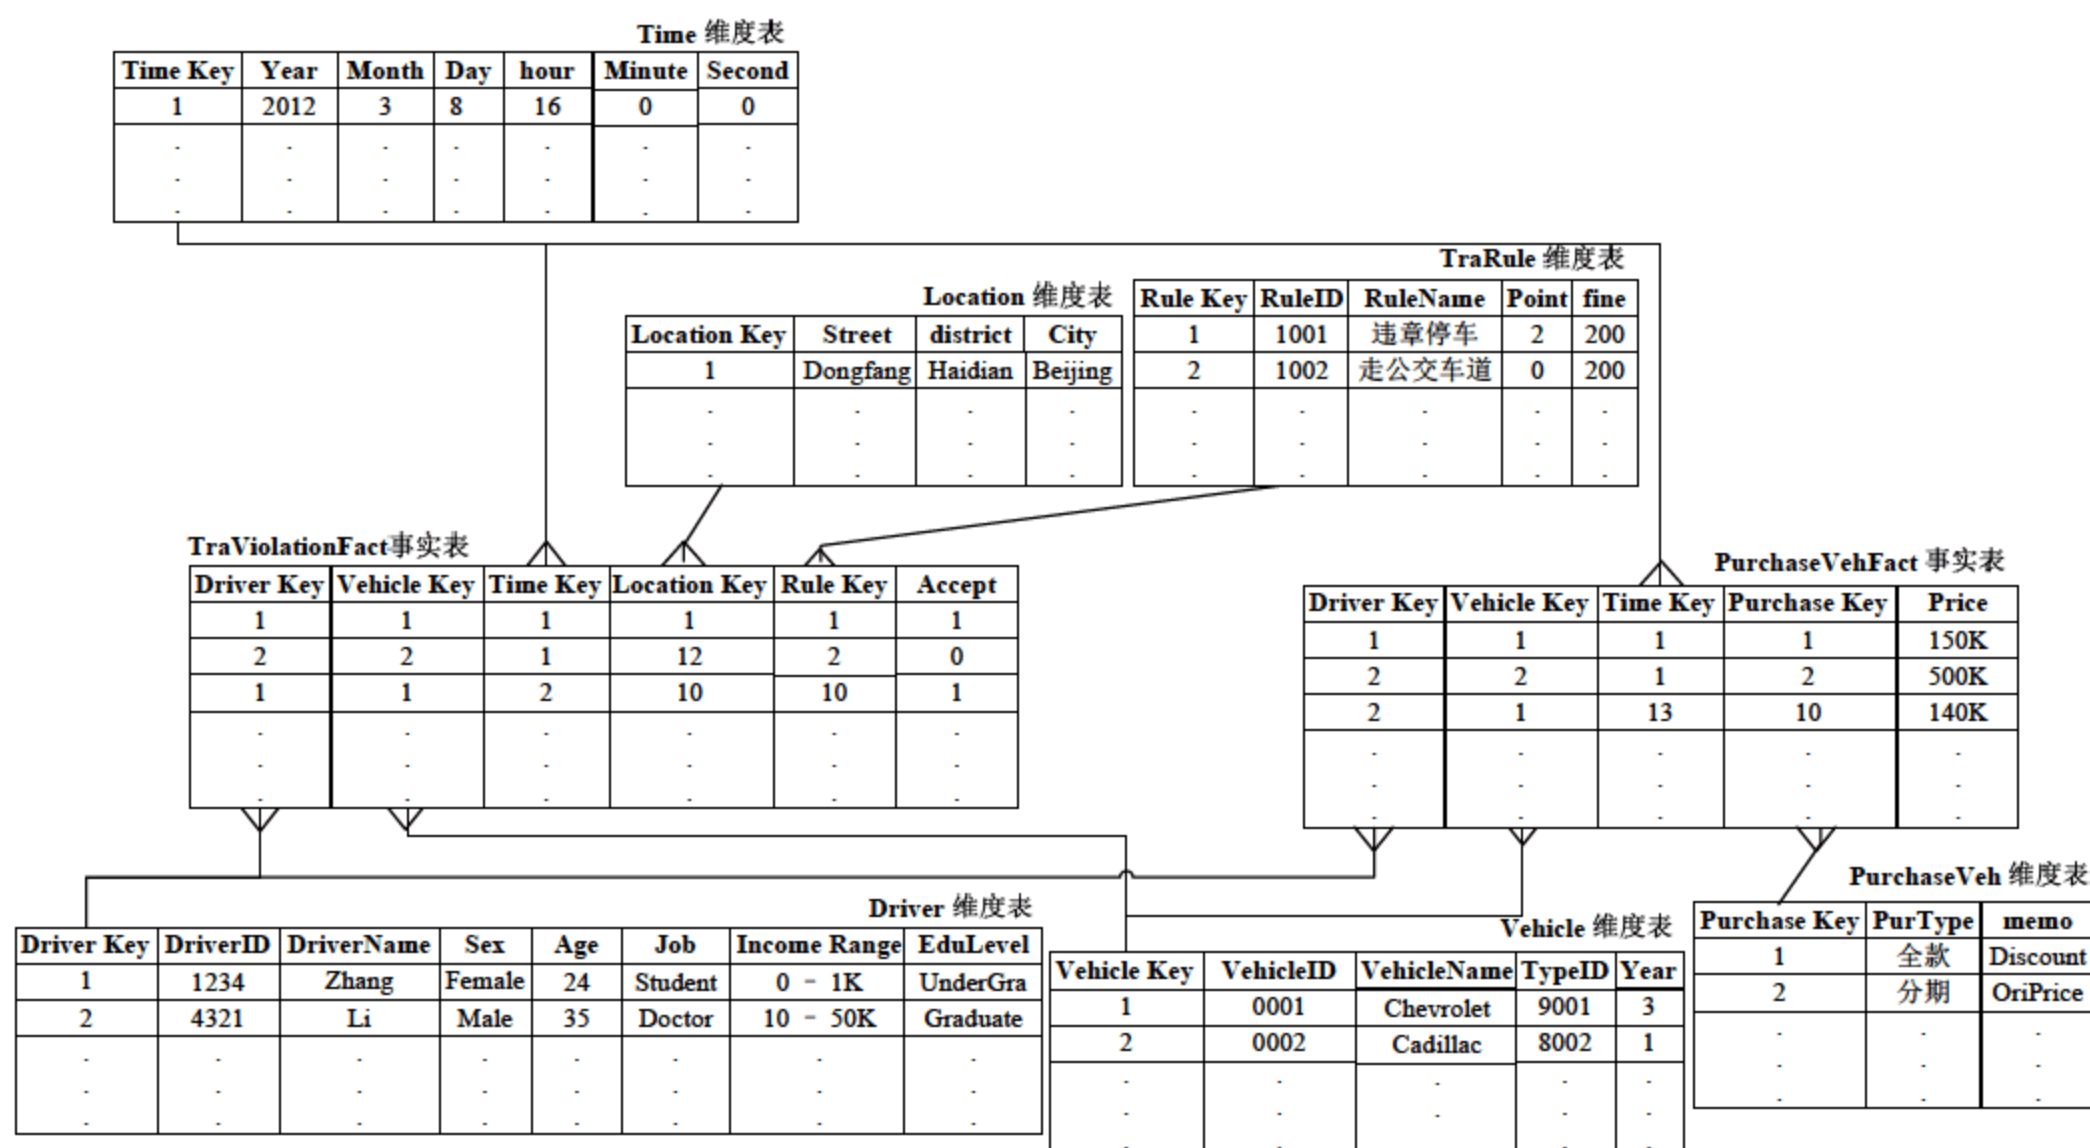 Time 维度表
Time Key Year Month Day hour Minute Second
1 2012 3 8 16 0 0
TraRule 维度表
Rule Key RuleID RuleName Point fine
1 1001 违章停车 2 200
2 1002 走公交车道 0 200
Location 维度表
Location Key Street district City
1 Dongfang Haidian Beijing
TraViolationFact事实表
Driver Key Vehicle Key Time Key Location Key Rule Key Accept
1 1 1 1 1 1
2 2 1 12 2 0
1 1 2 10 10 1
PurchaseVehFact 事实表
Driver Key Vehicle Key Time Key Purchase Key Price
1 1 1 1 150K
2 2 1 2 500K
2 1 13 10 140K
Driver 维度表
Driver Key DriverID DriverName Sex Age Job Income Range EduLevel
1 1234 Zhang Female 24 Student 0 - 1K UnderGra
2 4321 Li Male 35 Doctor 10 - 50K Graduate
Vehicle 维度表
Vehicle Key VehicleID VehicleName TypeID Year
1 0001 Chevrolet 9001 3
2 0002 Cadillac 8002 1
PurchaseVeh 维度表
Purchase Key PurType memo
1 全款 Discount
2 分期 OriPrice